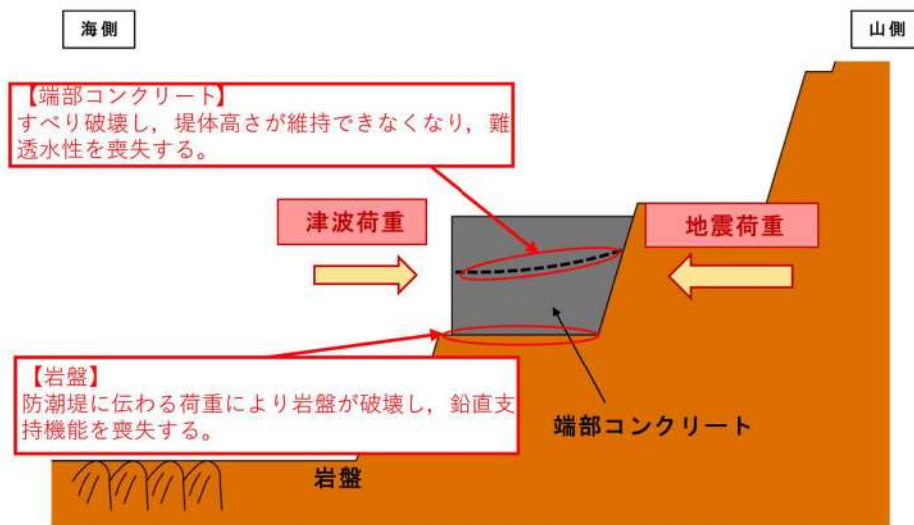 海側
山側
【端部コンクリート】
すべり破壊し，堤体高さが維持できなくなり，難
透水性を喪失する。
津波荷重
地震荷重
【岩盤】
防潮堤に伝わる荷重により岩盤が破壊し，鉛直支
持機能を喪失する。
端部コンクリート
岩盤